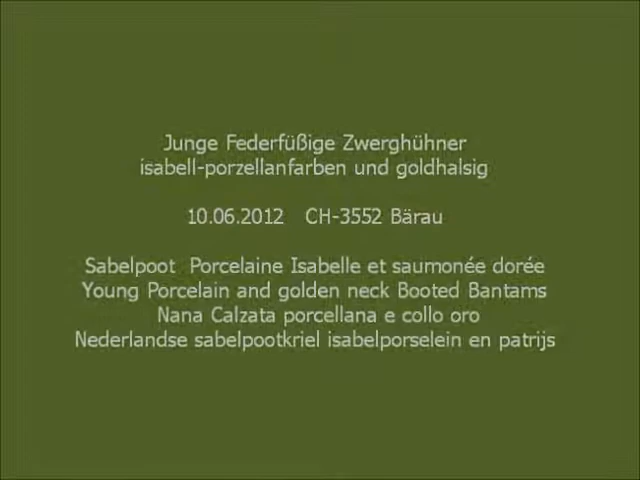 Junge Federfüßige Zwerghühner
isabell-porzellanfarben und goldhalsig
10.06.2012 CH-3552 Bärau
Sabelpoot Porcelaine Isabelle et saumonée dorée
Young Porcelain and golden neck Booted Bantams
Nana Calzata porcellana e collo oro
Nederlandse sabelpootkriel isabelporselein en patrijs